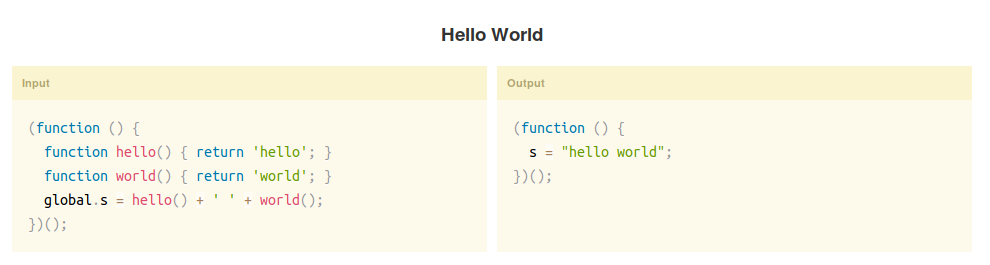 Hello World
Input
(function () {
  function hello() { return 'hello'; }
  function world() { return 'world'; }
  global.s = hello() + ' ' + world();
})();
Output
(function () {
  s = "hello world";
})();